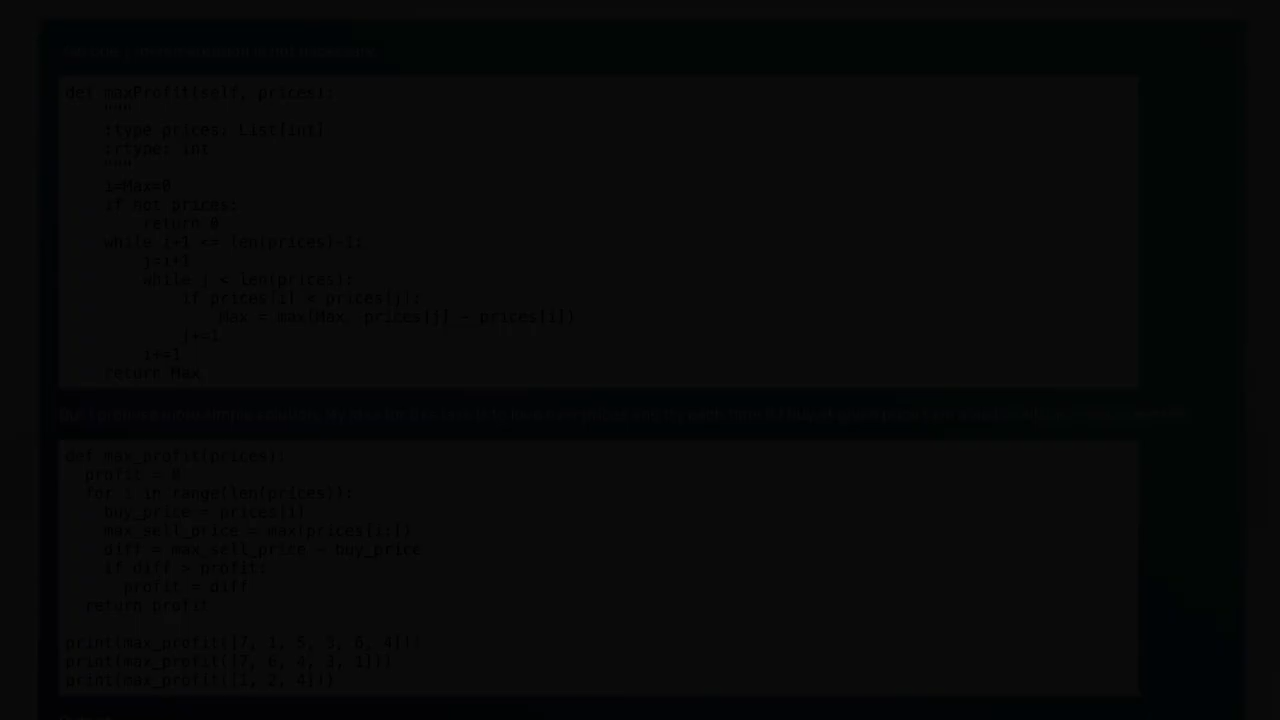 def maxProfit(self, prices):
    """
    :type prices: List[int]
    :rtype: int
    """
    i=Max=0
    if not prices:
        return 0
    while i+1 <= len(prices)-1:
        j=i+1
        while j < len(prices):
            if prices[i] < prices[j]:
                Max = max(Max, prices[j] - prices[i])
            j+=1
        i+=1
    return Max
def max_profit(prices):
  profit = 0
  for i in range(len(prices)):
    buy_price = prices[i]
    max_sell_price = max(prices[i:])
    diff = max_sell_price - buy_price
    if diff > profit:
      profit = diff
  return profit
print(max_profit([7, 1, 5, 3, 6, 4]))
print(max_profit([7, 6, 4, 3, 1]))
print(max_profit([1, 2, 4]))